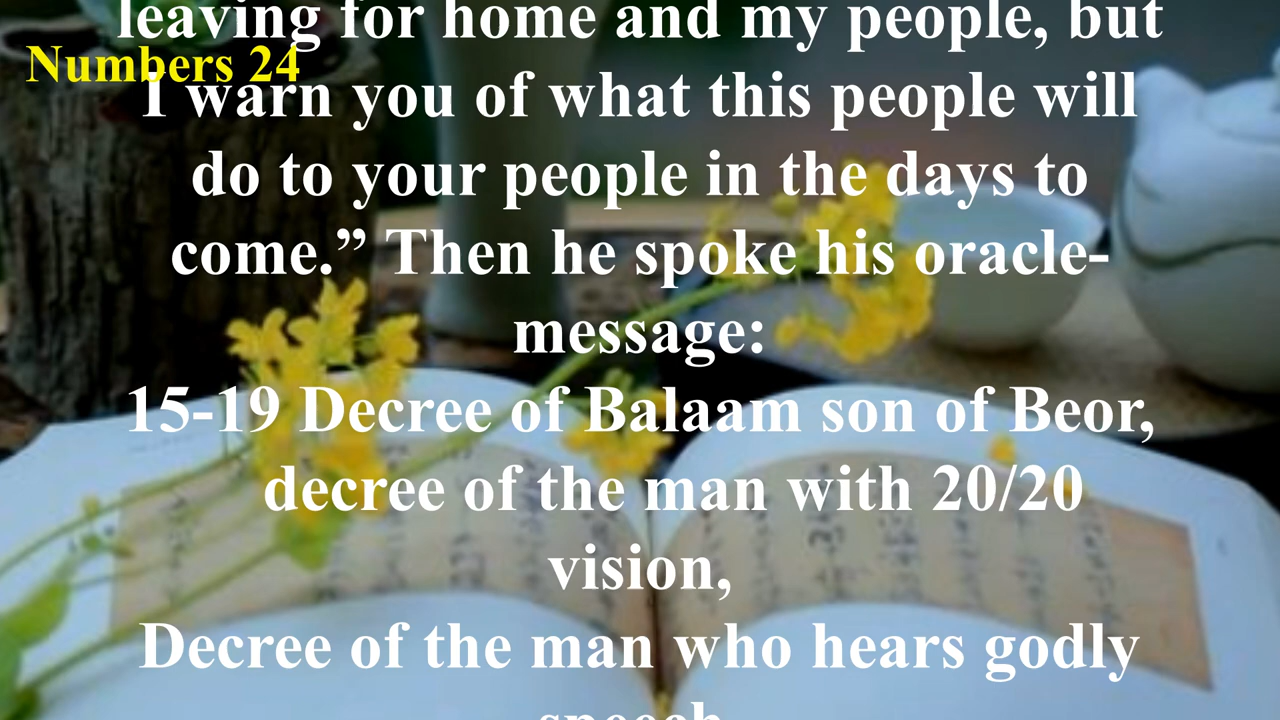 leaving for home and my people, but
Numbers 24
I warn you of what this people will
do to your people in the days to
come.” Then he spoke his oracle-
message:
15-19 Decree of Balaam son of Beor,
decree of the man with 20/20
vision,
Decree of the man who hears godly
speech